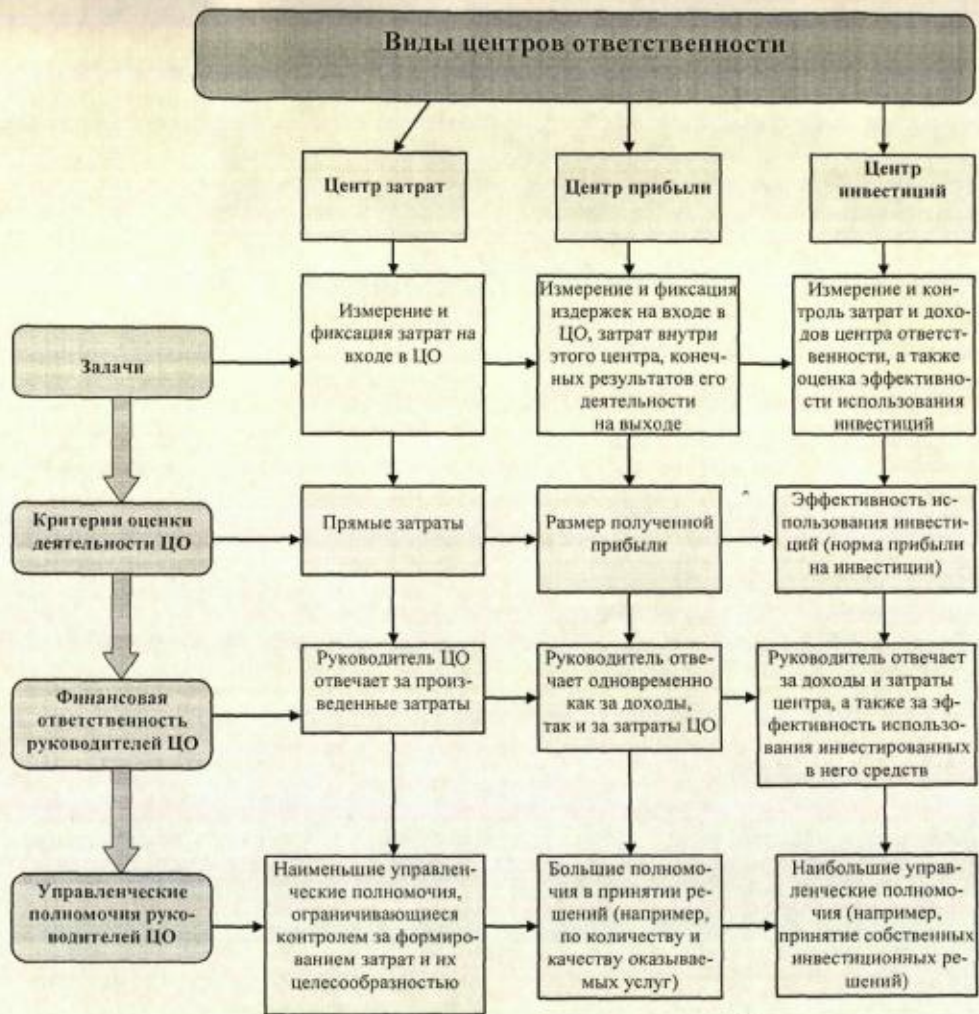 Виды центров ответственности
Центр затрат
Центр прибыли
Центр
инвестиций
Залачи
Измерение и
фиксация затрат на
входе в ЦО
Измерение и фиксация
издержек на входе в
ЦО, затрат внутри
этого центра, конеч-
ных результатов его
деятельности
на выходе
Измерение и кон-
троль затрат и дохо-
дов центра ответст-
венности, а также
оценка эффективно-
сти использования
инвестиций
Критерии оценки
деятельности ЦО
Прямые затраты
Размер полученной
прибыли
Эффективность ис-
пользования инвести-
ций (норма прибыли
на инвестиции)
Финансовая
ответственность
руководителей ЦО
Руководитель ЦО
отвечает за произ-
веденные затраты
Руководитель отве-
чает одновременно
как за доходы,
так и за затраты ЦО
Руководитель отвечает
за доходы и затраты
центра, а также за эф-
фективность использо-
вания инвестированных
в него средств
Управленческие
полномочия руко-
водителей ЦО
Наименьшие управлен-
ческие полномочия,
ограничивающиеся
контролем за формиро-
ванием затрат и их
целесообразностью
Большие полномо-
чия в принятии ре-
шений (например,
по количеству и
качеству оказывае-
мых услуг)
Наибольшие управ-
ленческие полномо-
чия (например,
принятие собственных
инвестиционных ре-
шений)